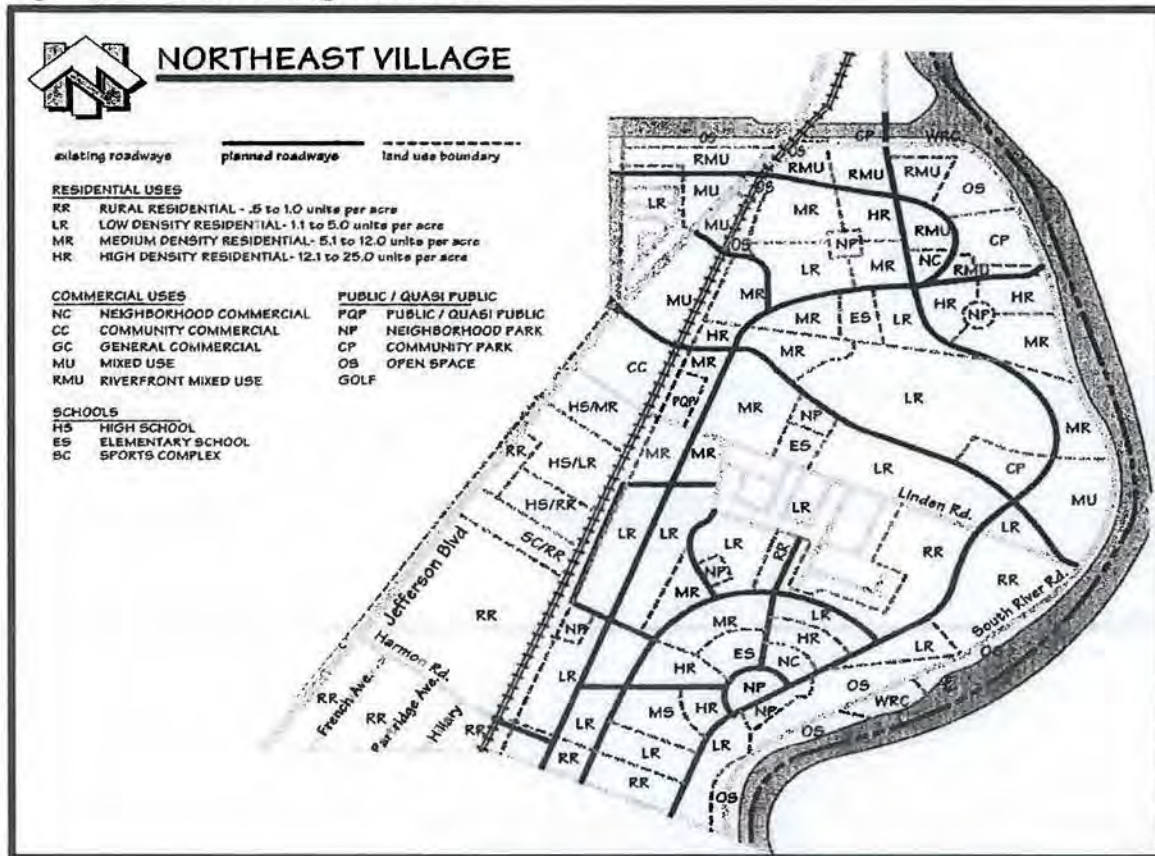 NORTHEAST VILLAGE
existing roadways planned roadways land use boundary
RESIDENTIAL USES
RR RURAL RESIDENTIAL - .5 to 1.0 units per acre
LR LOW DENSITY RESIDENTIAL- 1.1 to 5.0 units per acre
MR MEDIUM DENSITY RESIDENTIAL- 5.1 to 12.0 units per acre
HR HIGH DENSITY RESIDENTIAL- 12.1 to 25.0 units per acre
COMMERCIAL USES PUBLIC / QUASI PUBLIC
NC NEIGHBORHOOD COMMERCIAL PQP PUBLIC / QUASI PUBLIC
CC COMMUNITY COMMERCIAL NP NEIGHBORHOOD PARK
GC GENERAL COMMERCIAL CP COMMUNITY PARK
MU MIXED USE OS OPEN SPACE
RMU RIVERFRONT MIXED USE GOLF
SCHOOLS
HS HIGH SCHOOL
ES ELEMENTARY SCHOOL
SC SPORTS COMPLEX
OS CP WRC
RMU OS RMU RMU RMU OS
LR MU OS MR HR
MU OS NP RMU CP
LR MR NC RMU
MU MR MR ES LR HR NP HR
HR MR MR
CC MR LR
HS/MR PQP MR NP MR
RR HS/LR MR MR ES LR CP
HS/RR LR Linden Rd. MU
SC/RR LR LR LR RR RR LR
Jefferson Blvd NP RR
RR MR South River Rd.
NP MR LR
Harmon Rd. HR ES HR NC LR OS
LR NP OS WRC
RR French Ave. RR Partridge Ave. Hillary RR MS HR NP OS
LR LR LR
RR RR OS